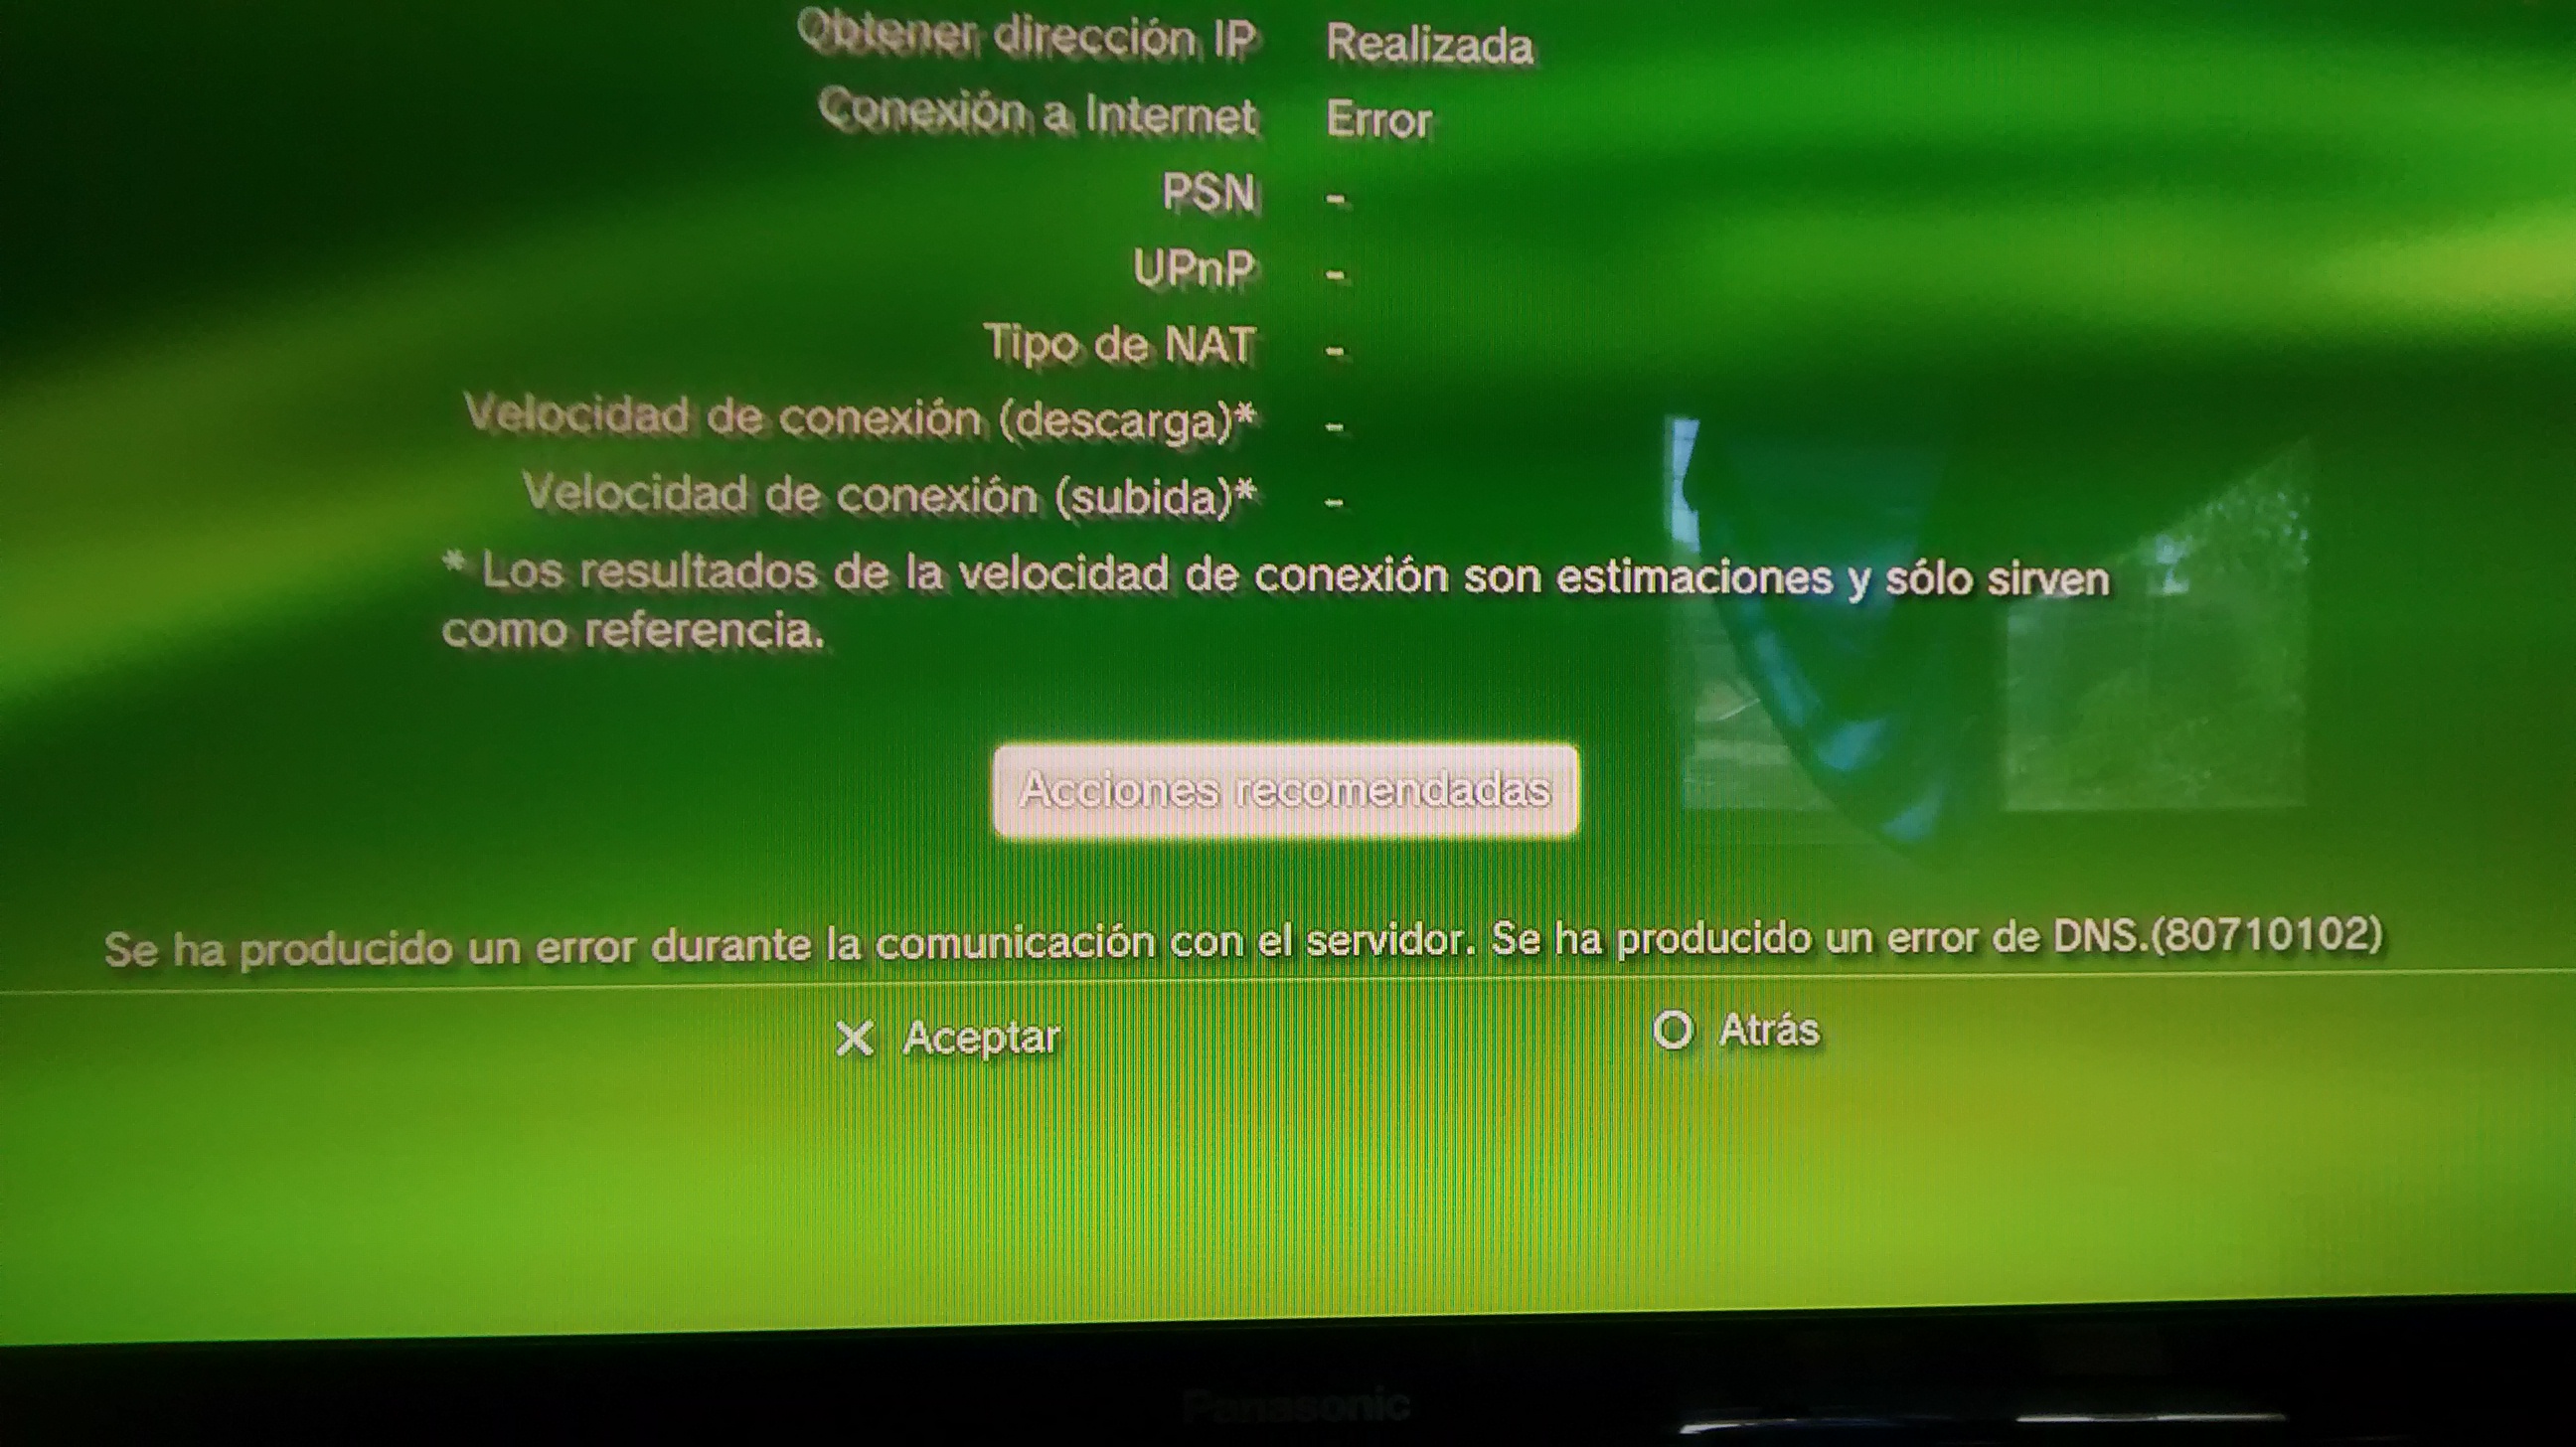 Obtener dirección IP Realizada
Conexión a Internet Error
PSN -
UPnP -
Tipo de NAT -
Velocidad de conexión (descarga)* -
Velocidad de conexión (subida)* -
* Los resultados de la velocidad de conexión son estimaciones y sólo sirven
como referencia.
Acciones recomendadas
Se ha producido un error durante la comunicación con el servidor. Se ha producido un error de DNS.(80710102)
X Aceptar O Atrás
Panasonic